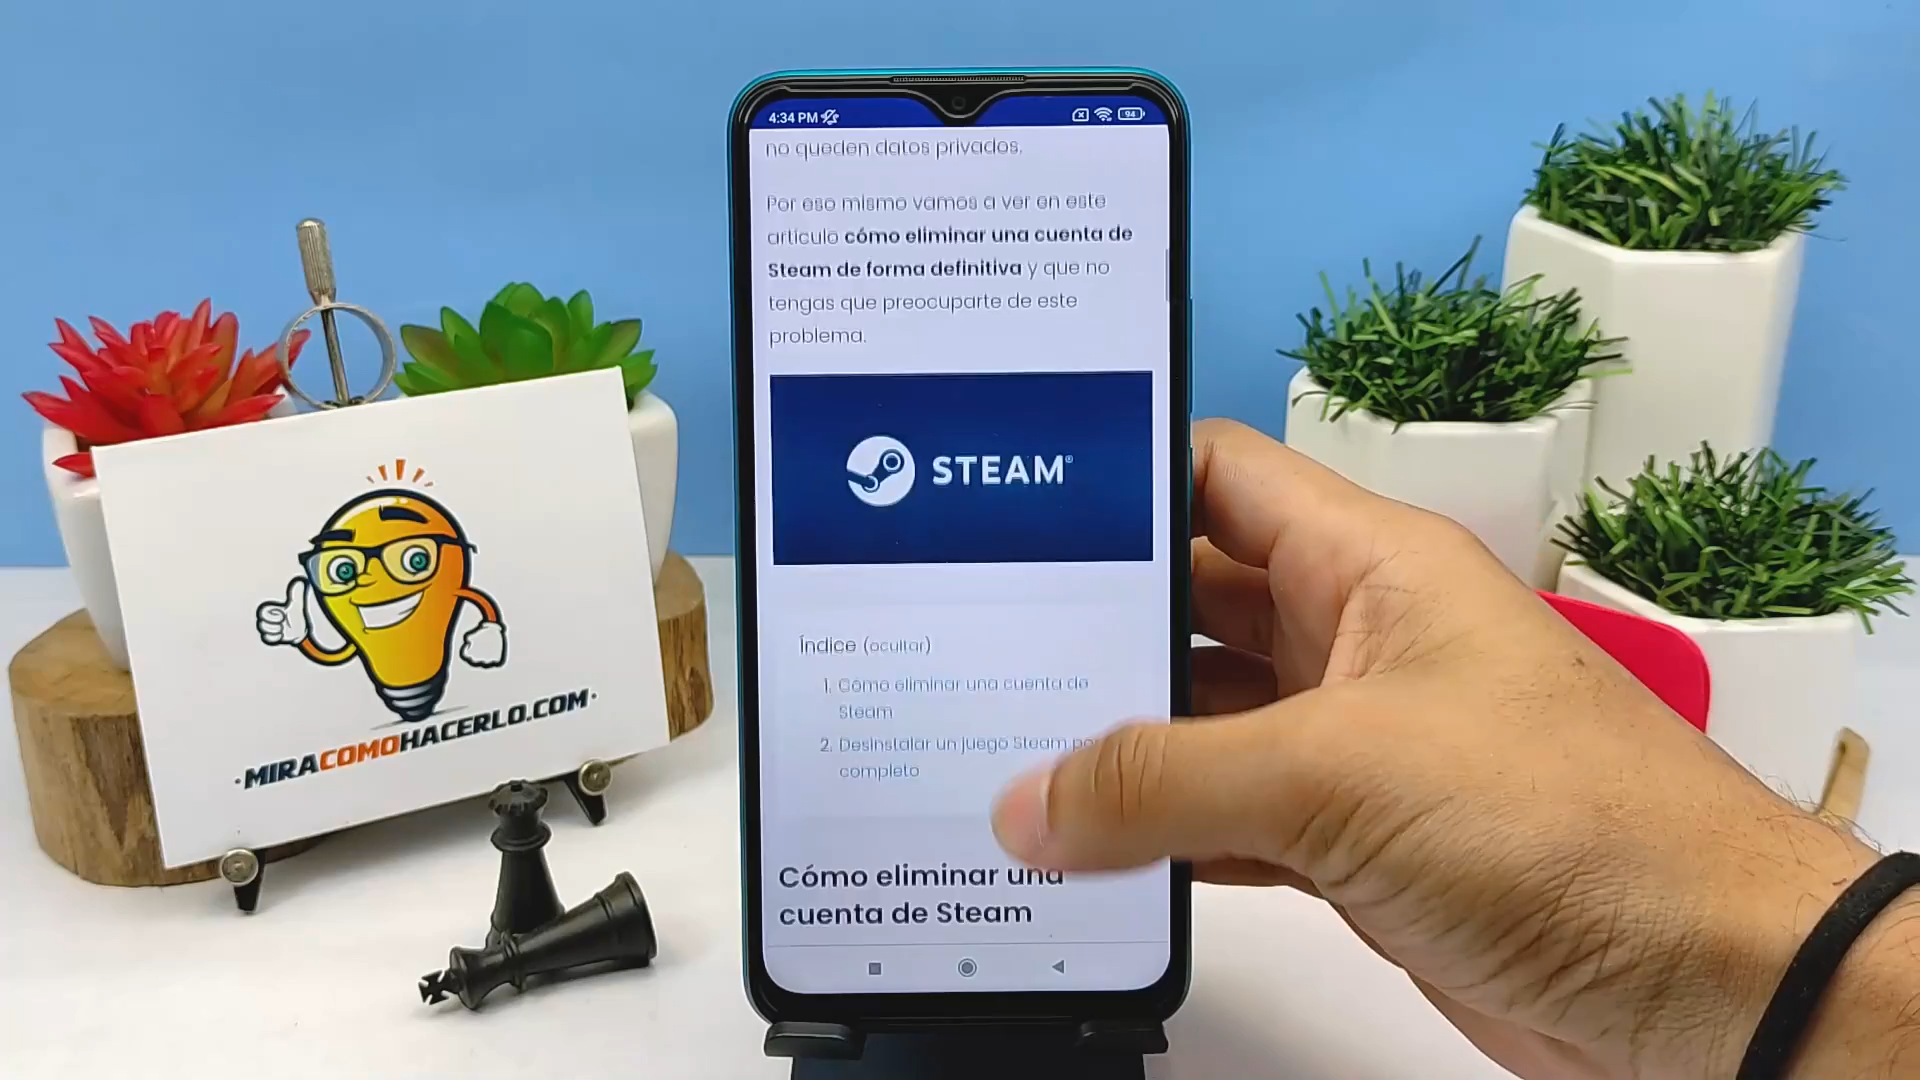 4:34 PM
94
no queden datos privados.
Por eso mismo vamos a ver en este
artículo cómo eliminar una cuenta de
Steam de forma definitiva y que no
tengas que preocuparte de este
problema.
STEAM®
Índice (ocultar)
1. Cómo eliminar una cuenta de
Steam
2. Desinstalar un juego Steam
completo
Cómo eliminar una
cuenta de Steam
·MIRACOMOHACERLO.COM·